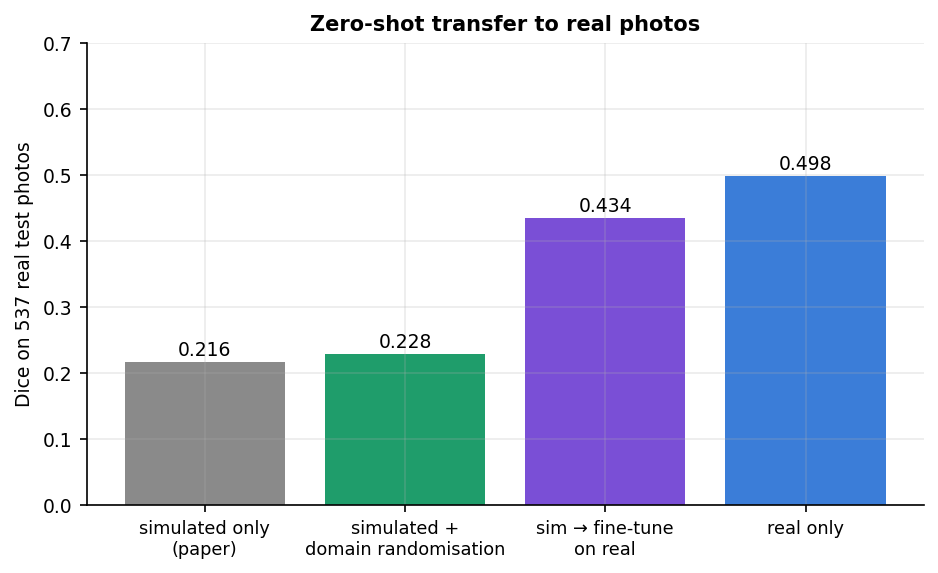 Zero-shot transfer to real photos
Dice on 537 real test photos
0.7
0.6
0.5
0.4
0.3
0.2
0.1
0.0
0.216
0.228
0.434
0.498
simulated only
(paper)
simulated +
domain randomisation
sim → fine-tune
on real
real only